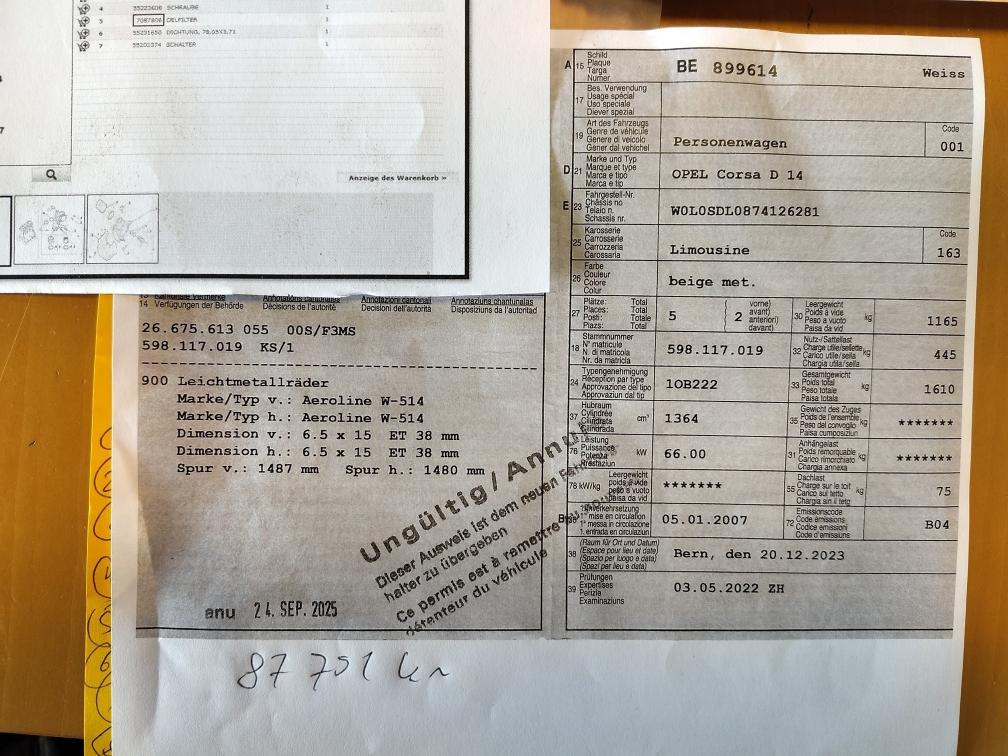 4 55223608 SCHRAUBE 1
5 7087808 OELFILTER 1
6 DICHTUNG, 1
7 SCHALTER 1
7
Anzeige des Warenkorb »
14 Verfügungen der Behörde Décisions de l'autorité Decisioni dell'autorità Disposiziuns da l'autoritad
26.675.613 055 00S/F3MS
598.117.019 KS/1
900 Leichtmetallräder
Marke/Typ v.: Aeroline W-514
Marke/Typ h.: Aeroline W-514
Dimension v.: 6.5 x 15 ET 38 mm
Dimension h.: 6.5 x 15 ET 38 mm
Spur v.: 1487 mm Spur h.: 1480 mm
Ungültig/Annu
Dieser Ausweis ist dem neuen
halter zu übergeben
Ce permis est à remettre
détenteur du véhicule
anu 24. SEP. 2025
87 701 km
A 15 Schild
Plaque
Targa
Numer
BE 899614 Weiss
17 Bes. Verwendung
Usage spécial
Uso speciale
Diever spezial
19 Art des Fahrzeugs
Genre de véhicule
Genere di veicolo
Gener dal vehichel
Personenwagen
Code
001
D 21 Marke und Typ
Marque et type
Marca e tipo
Marca e tip
OPEL Corsa D 14
E 23 Fahrgestell-Nr.
Châssis no
Telaio n.
Schassis nr.
W0L0SDL0874126281
25 Karosserie
Carrosserie
Carrozzeria
Carossaria
Limousine
Code
163
26 Farbe
Couleur
Colore
Colur
beige met.
27 Plätze: Total
Places: Total
Posti: Totale
Plazs: Total
5
2
vorne)
avant)
anteriori)
davant)
30 Leergewicht
Poids à vide
Peso a vuoto
Paisa da vid
kg
1165
18 Stammnummer
N° matricule
N. di matricola
Nr. da matricla
598.117.019
32 Nutz-/Sattellast
Charge utile/sellette
Carico utile/sella
Chargia utila/sella
kg
445
24 Typengenehmigung
Réception par type
Approvazione del tipo
Approvaziun dal tip
1OB222
33 Gesamtgewicht
Poids total
Peso totale
Paisa totala
kg
1610
37 Hubraum
Cylindrée
Cilindrata
Cilindrada
cm³
1364
35 Gewicht des Zuges
Poids de l'ensemble
Peso del convoglio
Paisa cumposiziun
kg
*******
76 Leistung
Puissance
Potenza
Prestaziun
kW
66.00
31 Anhängelast
Poids remorquable
Carico rimorchiato
Chargia annexa
kg
*******
78 kW/kg Leergewicht
poids à vide
peso a vuoto
paisa da vid
*******
55 Dachlast
Charge sur le toit
Carico sul tetto
Chargia sin il tetg
kg
75
B 36 1. Inverkehrsetzung
1re mise en circulation
1a messa in circolazione
1. entrada en circulaziun
05.01.2007
72 Emissionscode
Code émissions
Codice emissioni
Code d'emissiuns
B04
38 (Raum für Ort und Datum)
(Espace pour lieu et date)
(Spazio per luogo e data)
(Spazi per lieu e data)
Bern, den 20.12.2023
39 Prüfungen
Expertises
Perizia
Examinaziuns
03.05.2022 ZH